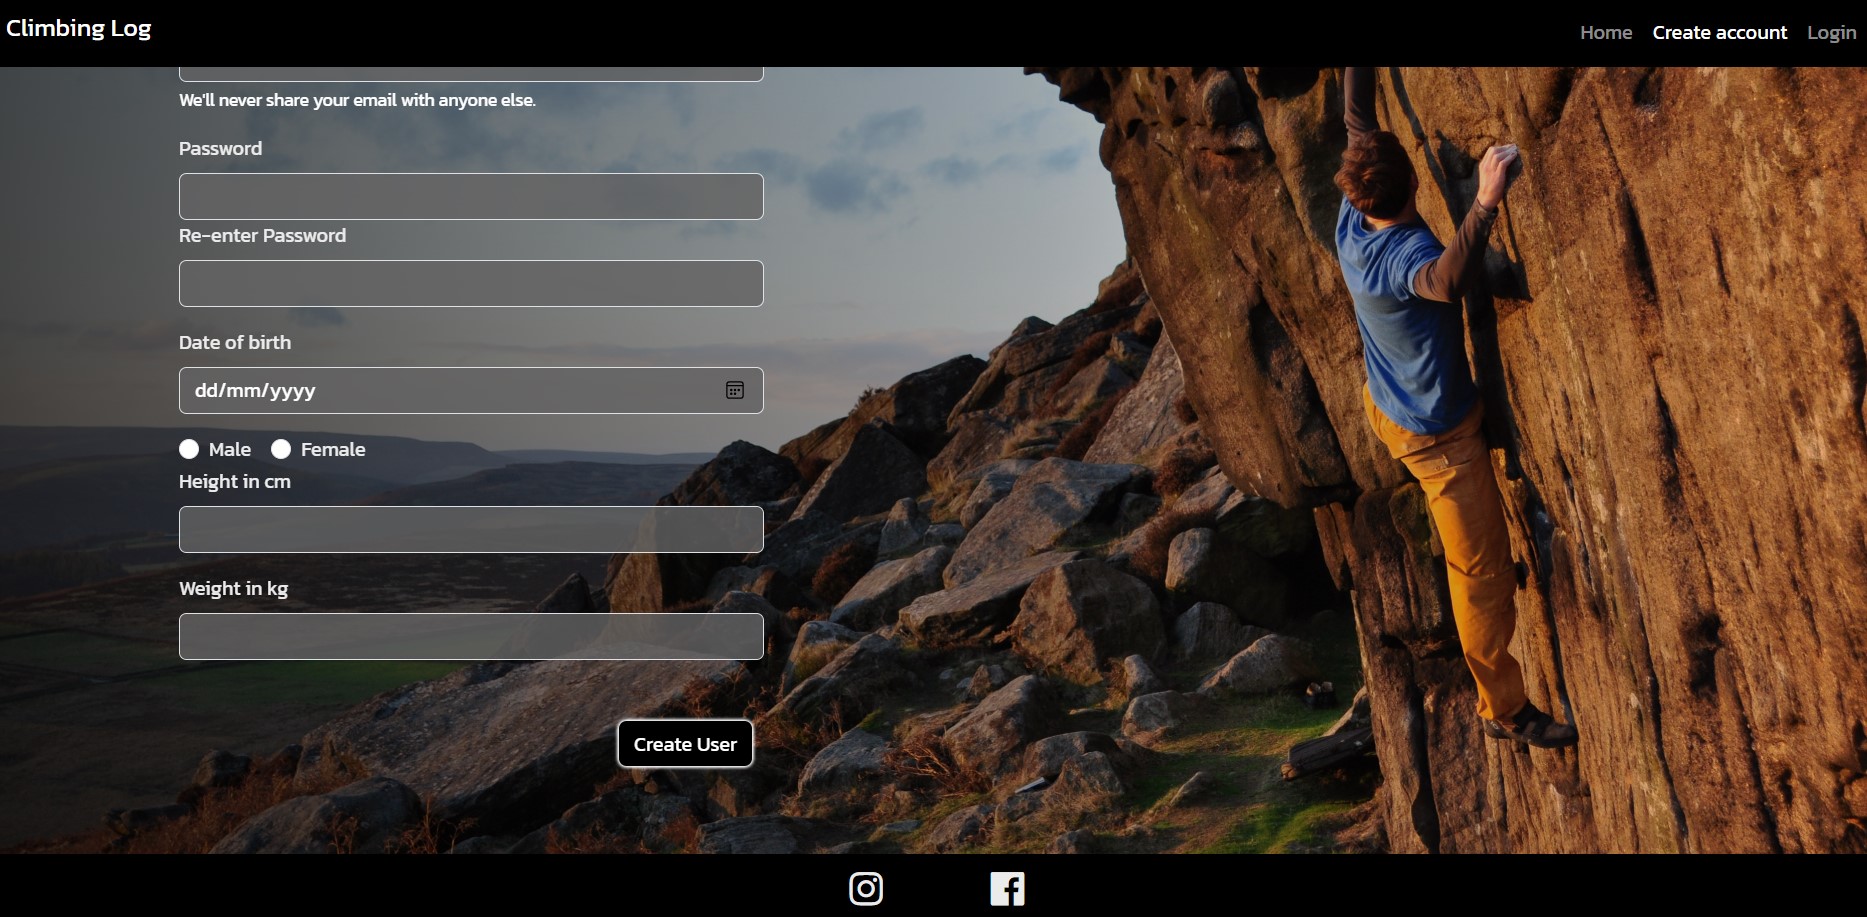 Climbing Log
Home Create account Login
We'll never share your email with anyone else.
Password
Re-enter Password
Date of birth
dd/mm/yyyy
Male Female
Height in cm
Weight in kg
Create User